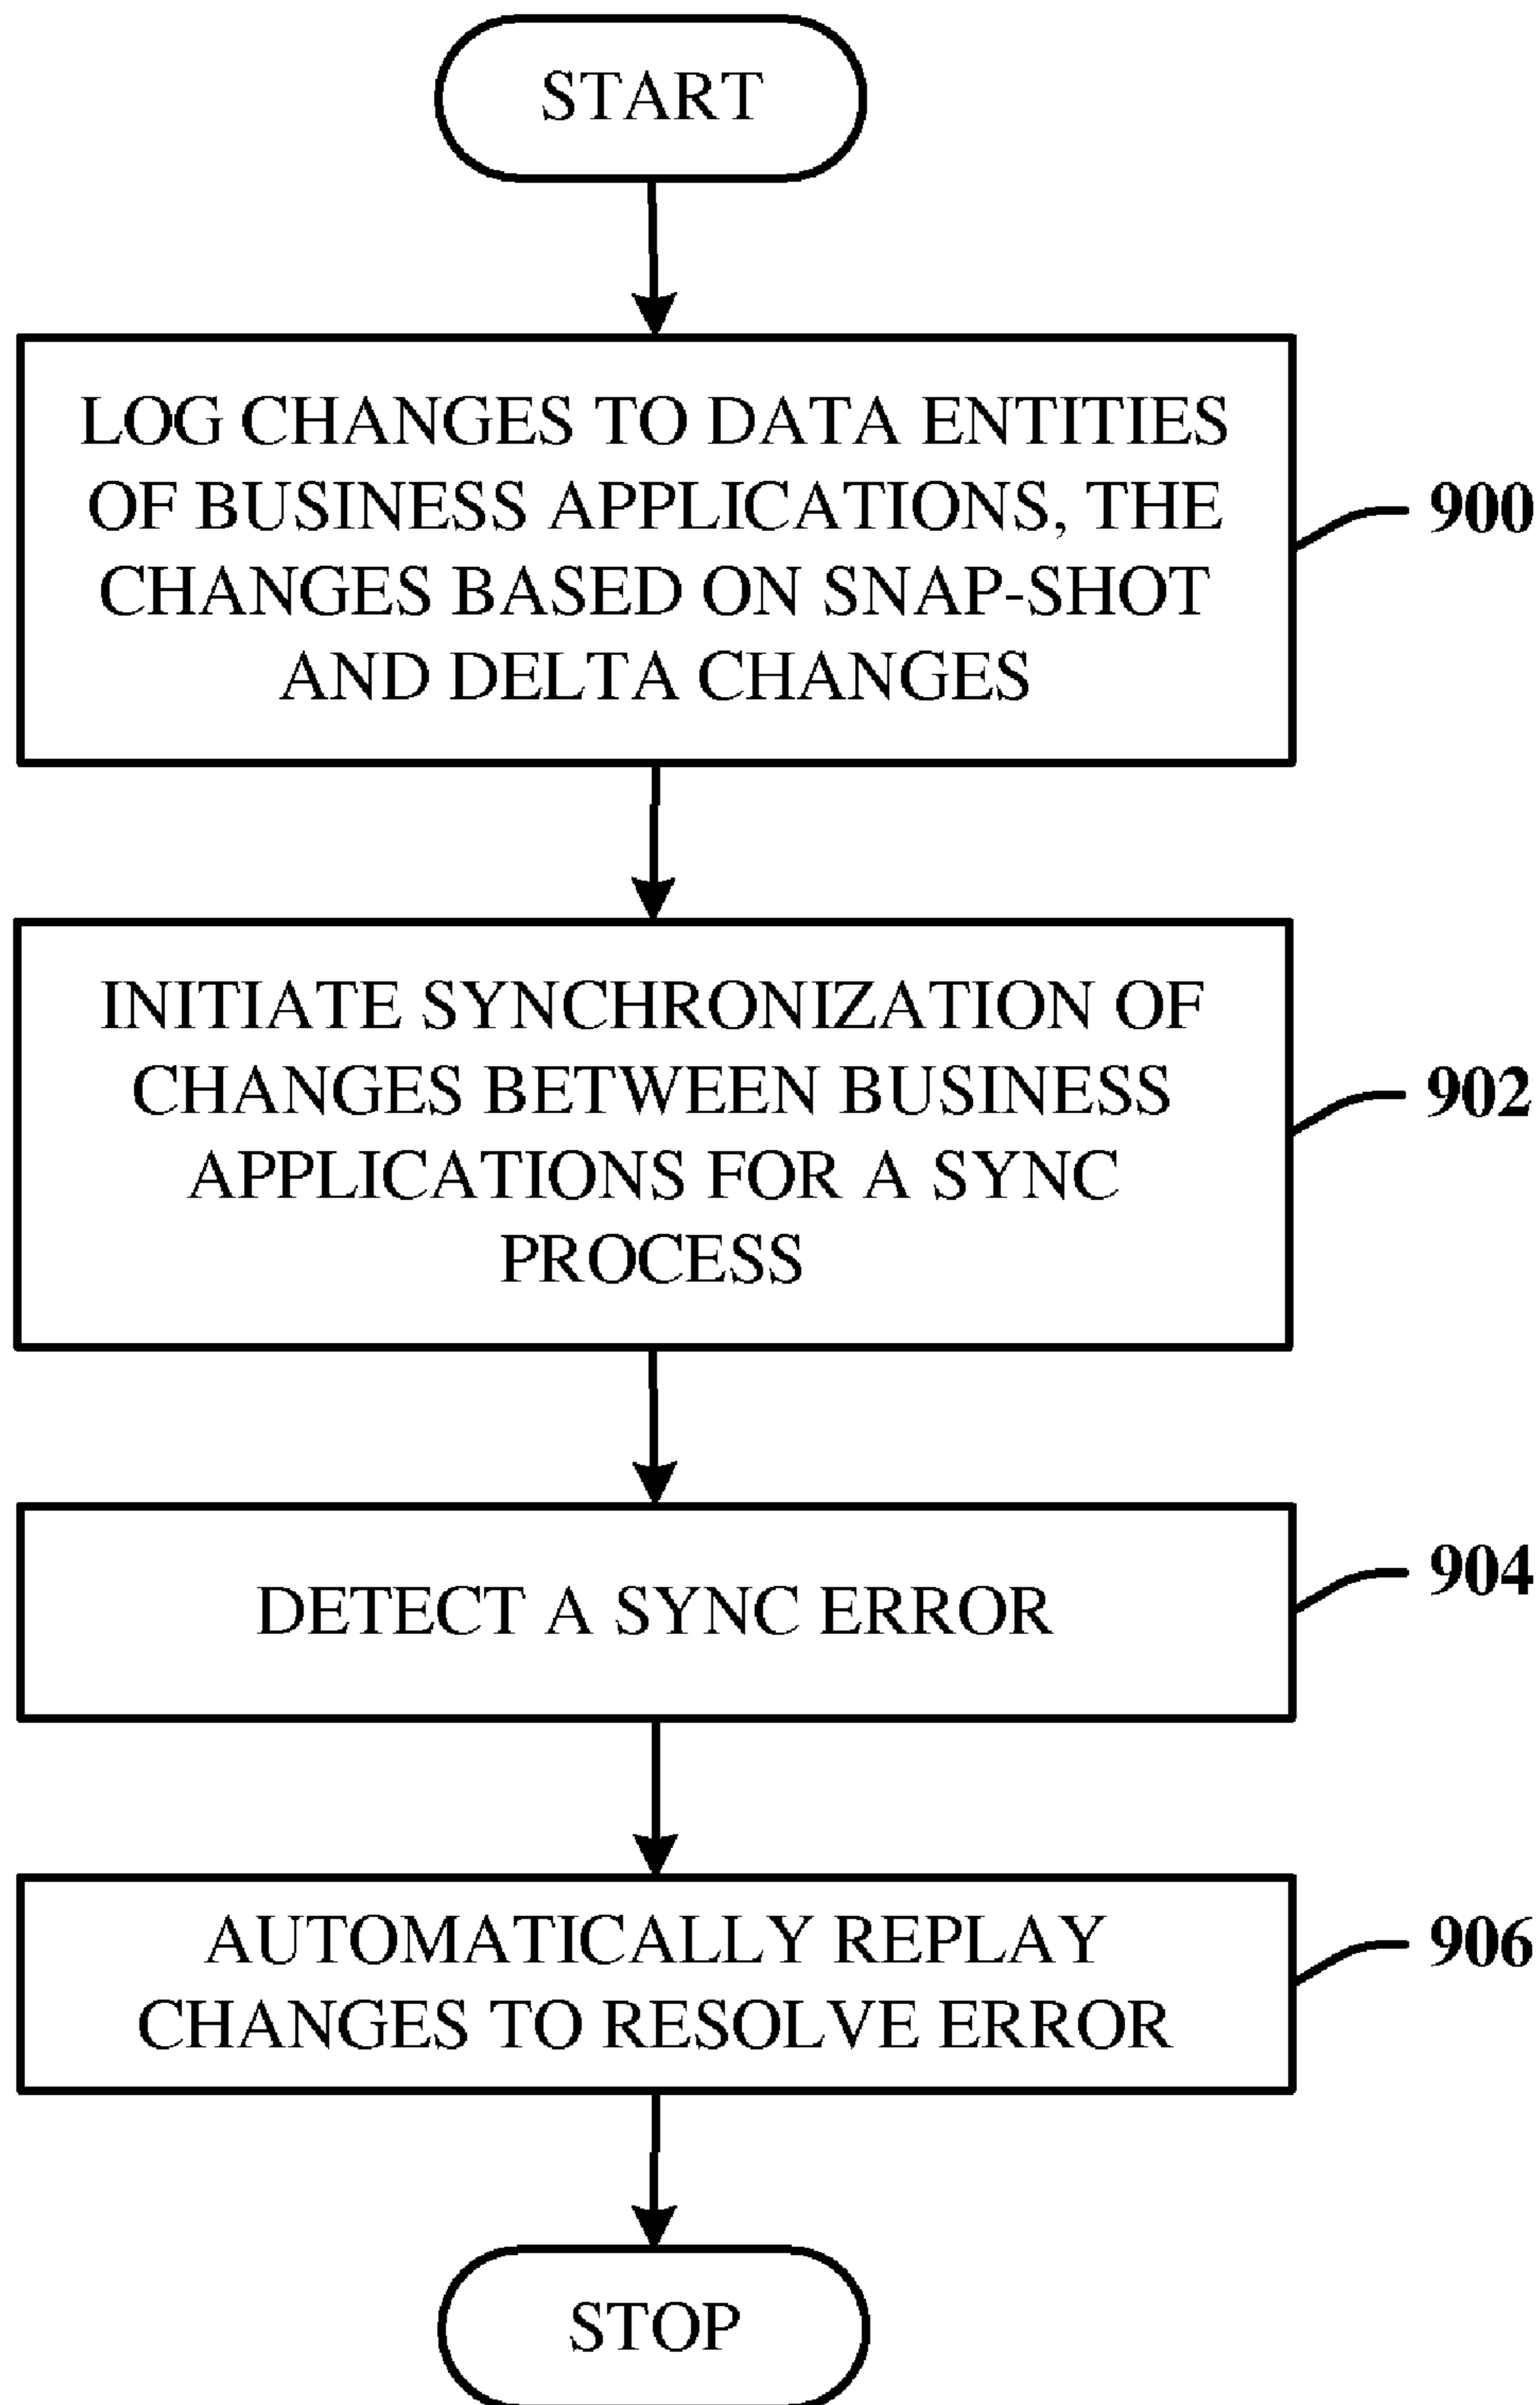 START
LOG CHANGES TO DATA ENTITIES
OF BUSINESS APPLICATIONS, THE
CHANGES BASED ON SNAP-SHOT
AND DELTA CHANGES
900
INITIATE SYNCHRONIZATION OF
CHANGES BETWEEN BUSINESS
APPLICATIONS FOR A SYNC
PROCESS
902
DETECT A SYNC ERROR
904
AUTOMATICALLY REPLAY
CHANGES TO RESOLVE ERROR
906
STOP